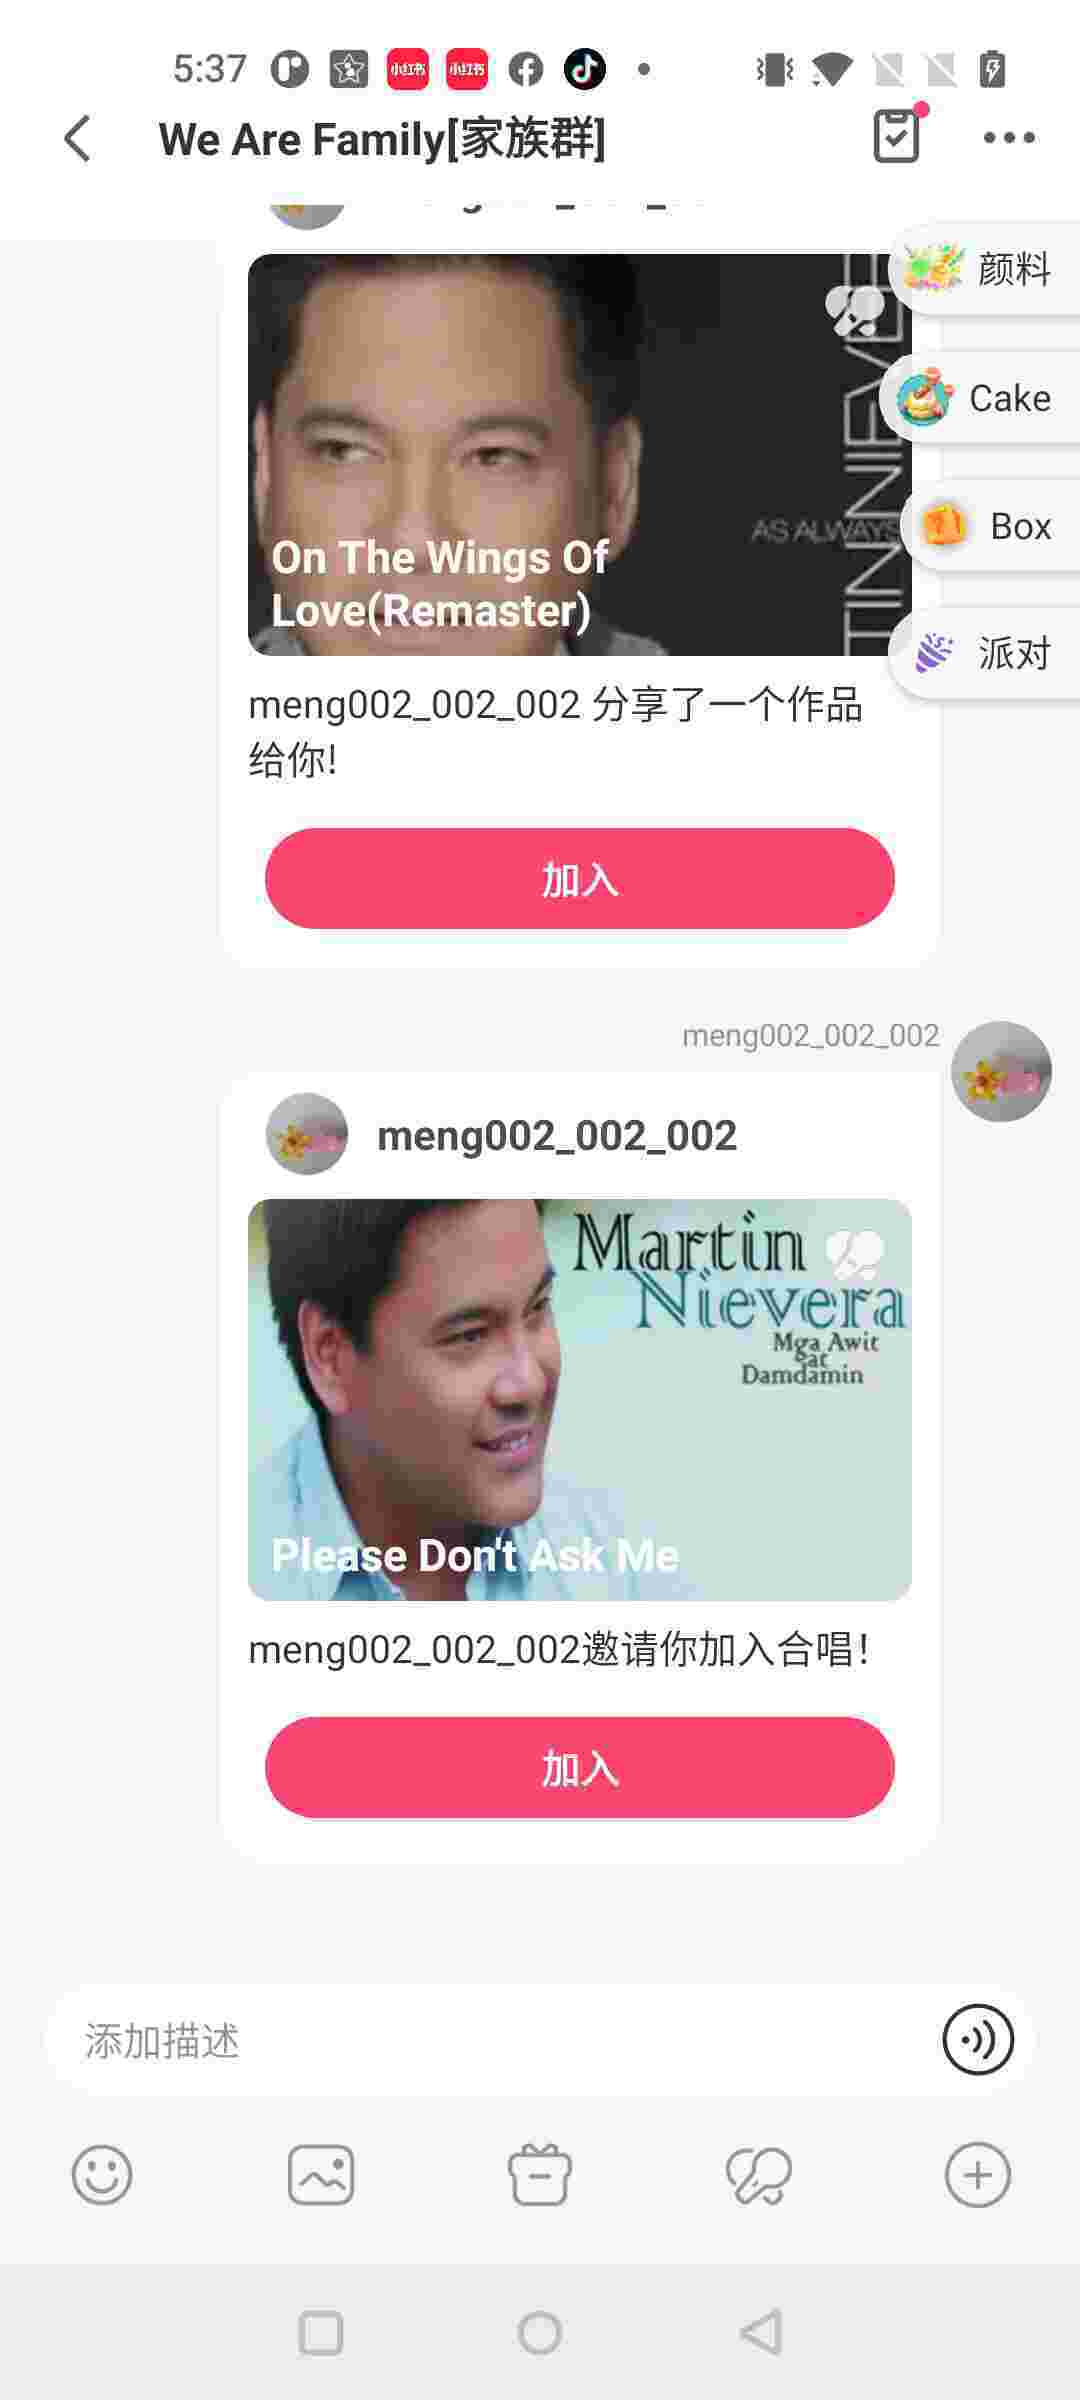 5:37
小红书
小红书
We Are Family[家族群]
颜料
Cake
Box
派对
AS ALWAYS
On The Wings Of
Love(Remaster)
meng002_002_002 分享了一个作品
给你!
加入
meng002_002_002
meng002_002_002
Martin
Nievera
Mga Awit
gat
Damdamin
Please Don't Ask Me
meng002_002_002邀请你加入合唱！
加入
添加描述